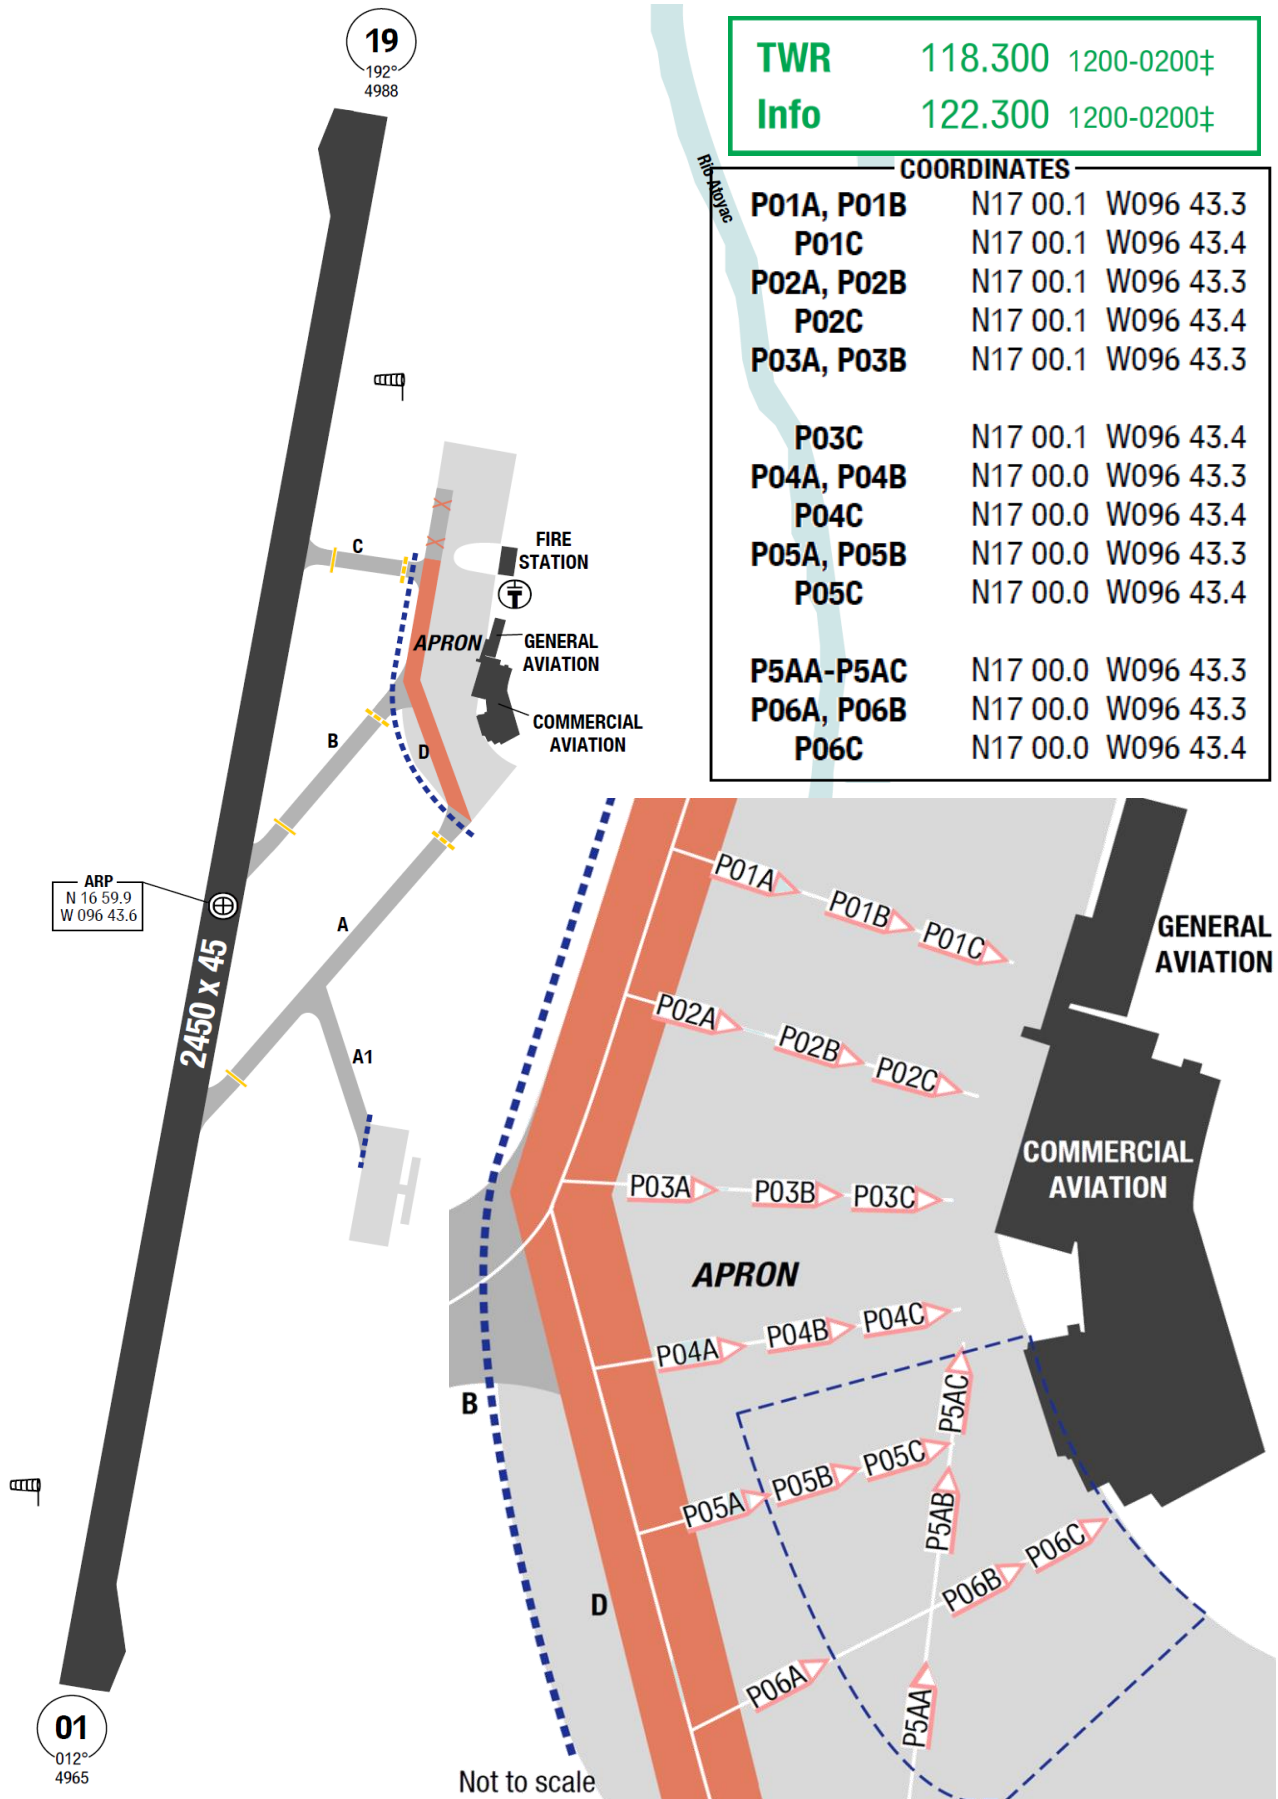 19
192°
4988
TWR 118.300 1200-0200‡
Info 122.300 1200-0200‡
Rio Atoyac
COORDINATES
P01A, P01B N17 00.1 W096 43.3
P01C N17 00.1 W096 43.4
P02A, P02B N17 00.1 W096 43.3
P02C N17 00.1 W096 43.4
P03A, P03B N17 00.1 W096 43.3
P03C N17 00.1 W096 43.4
P04A, P04B N17 00.0 W096 43.3
P04C N17 00.0 W096 43.4
P05A, P05B N17 00.0 W096 43.3
P05C N17 00.0 W096 43.4
P5AA-P5AC N17 00.0 W096 43.3
P06A, P06B N17 00.0 W096 43.3
P06C N17 00.0 W096 43.4
C
FIRE
STATION
T
APRON
GENERAL
AVIATION
COMMERCIAL
AVIATION
B
D
ARP
N 16 59.9
W 096 43.6
A
2450 x 45
A1
01
012°
4965
P01A
P01B
P01C
GENERAL
AVIATION
P02A
P02B
P02C
COMMERCIAL
AVIATION
P03A
P03B
P03C
APRON
P04A
P04B
P04C
B
P5AC
P05A
P05B
P05C
P5AB
D
P06A
P06B
P06C
P5AA
Not to scale